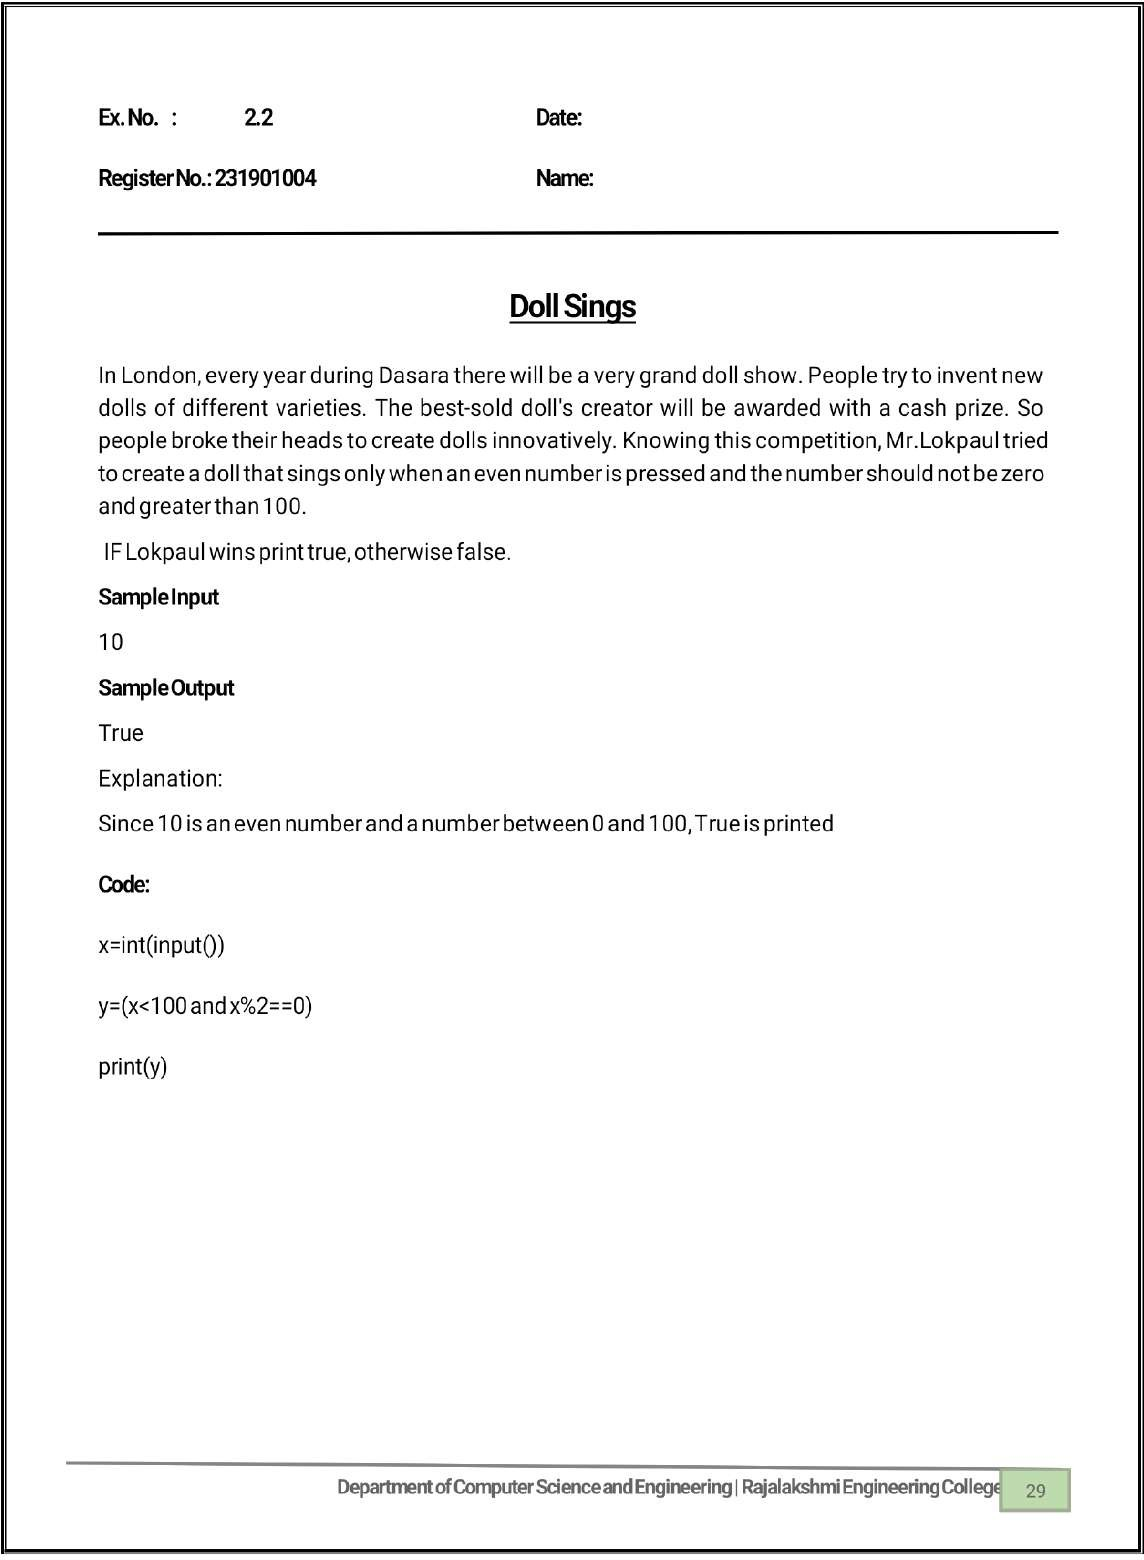 Ex. No. : 2.2 Date:
Register No. : 231901004 Name:
Doll Sings
In London, every year during Dasara there will be a very grand doll show. People try to invent new
dolls of different varieties. The best-sold doll's creator will be awarded with a cash prize. So
people broke their heads to create dolls innovatively. Knowing this competition, Mr.Lokpaul tried
to create a doll that sings only when an even number is pressed and the number should not be zero
and greater than 100.
IF Lokpaul wins print true, otherwise false.
Sample Input
10
Sample Output
True
Explanation:
Since 10 is an even number and a number between 0 and 100, True is printed
Code:
x=int(input())
y=(x<100 and x%2==0)
print(y)
Department of Computer Science and Engineering | Rajalakshmi Engineering College 29